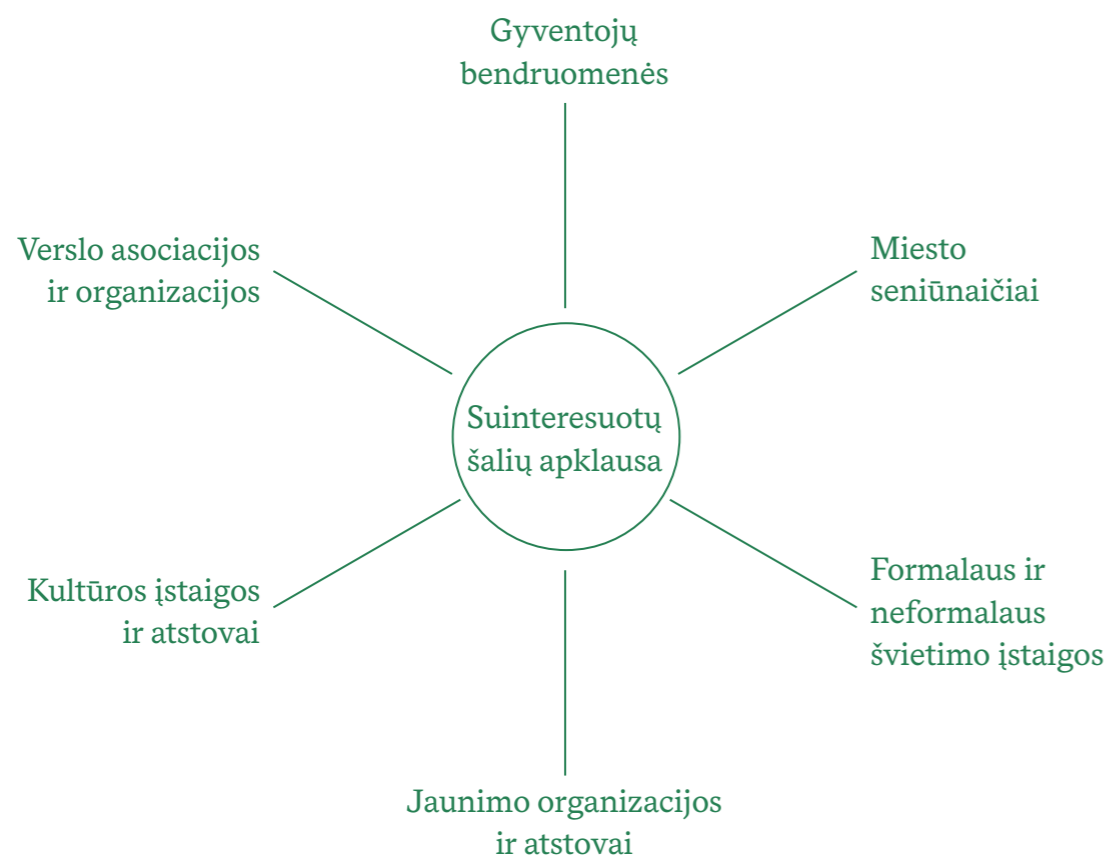 Gyventojų
bendruomenės
Verslo asociacijos
ir organizacijos
Miesto
seniūnaičiai
Suinteresuotų
šalių apklausa
Kultūros įstaigos
ir atstovai
Formalaus ir
neformalaus
švietimo įstaigos
Jaunimo organizacijos
ir atstovai